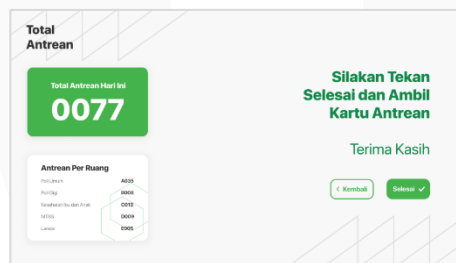 Total
Antrean
Total Antrean Hari Ini
0077
Antrean Per Ruang
Poli Umum A035
Poli Gigi B005
Kesehatan Ibu dan Anak C012
MTBS D009
Lansia E005
Silakan Tekan
Selesai dan Ambil
Kartu Antrean
Terima Kasih
< Kembali
Selesai ✓